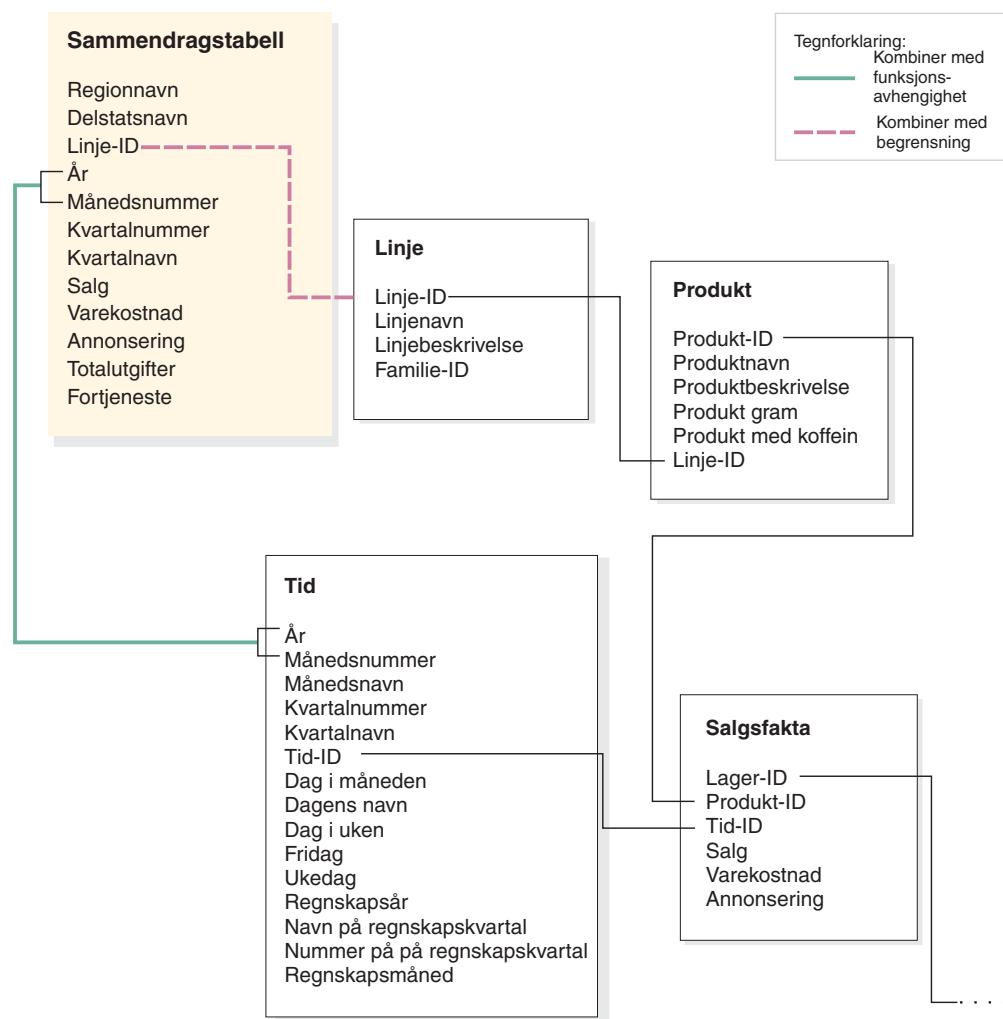 Sammendragstabell
Regionnavn
Delstatsnavn
Linje-ID
År
Månedsnummer
Kvartalnummer
Kvartalnavn
Salg
Varekostnad
Annonsering
Totalutgifter
Fortjeneste
Tegnforklaring:
Kombiner med
funksjons-
avhengighet
Kombiner med
begrensning
Linje
Linje-ID
Linjenavn
Linjebeskrivelse
Familie-ID
Produkt
Produkt-ID
Produktnavn
Produktbeskrivelse
Produkt gram
Produkt med koffein
Linje-ID
Tid
År
Månedsnummer
Månedsnavn
Kvartalnummer
Kvartalnavn
Tid-ID
Dag i måneden
Dagens navn
Dag i uken
Fridag
Ukedag
Regnskapsår
Navn på regnskapskvartal
Nummer på på regnskapskvartal
Regnskapsmåned
Salgsfakta
Lager-ID
Produkt-ID
Tid-ID
Salg
Varekostnad
Annonsering
. . .